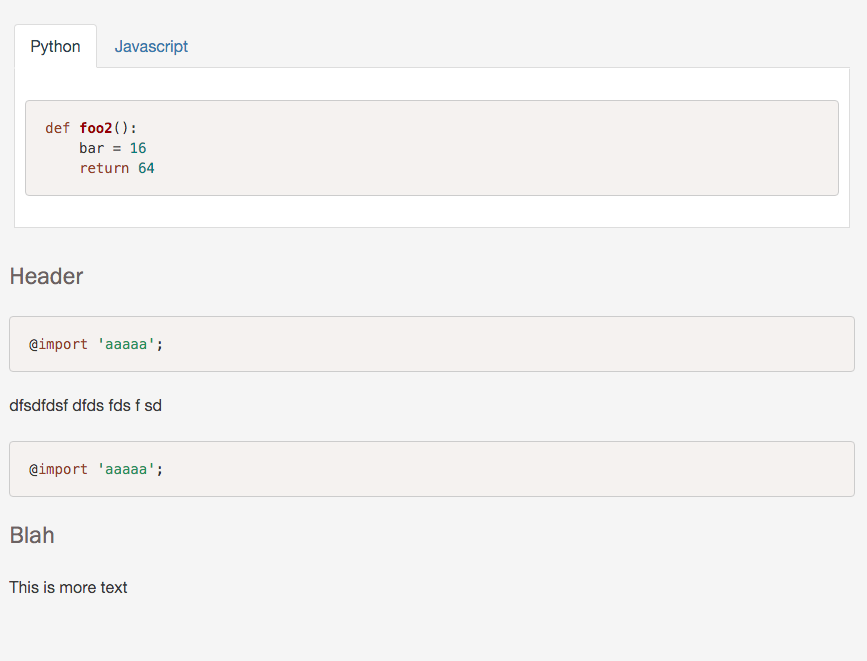 Python Javascript
def foo2():
    bar = 16
    return 64
Header
@import 'aaaaa';
dfsdfdsf dfds fds f sd
@import 'aaaaa';
Blah
This is more text